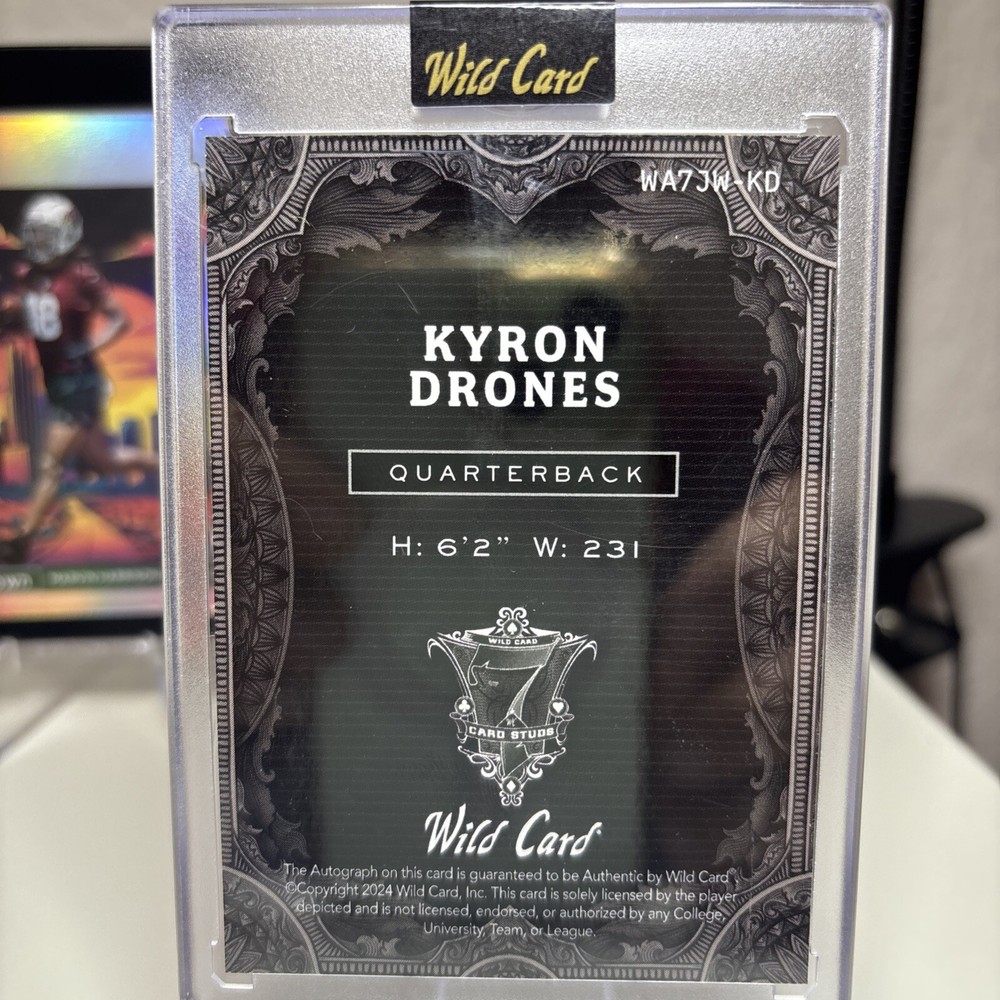 Wild Card
WA7JW-KD
KYRON
DRONES
QUARTERBACK
H: 6'2" W: 231
WILD CARD
7
CARD STUDS
Wild Card
The Autograph on this card is guaranteed to be Authentic by Wild Card
©Copyright 2024 Wild Card, Inc. This card is solely licensed by the player
depicted and is not licensed, endorsed, or authorized by any College,
University, Team, or League.
18